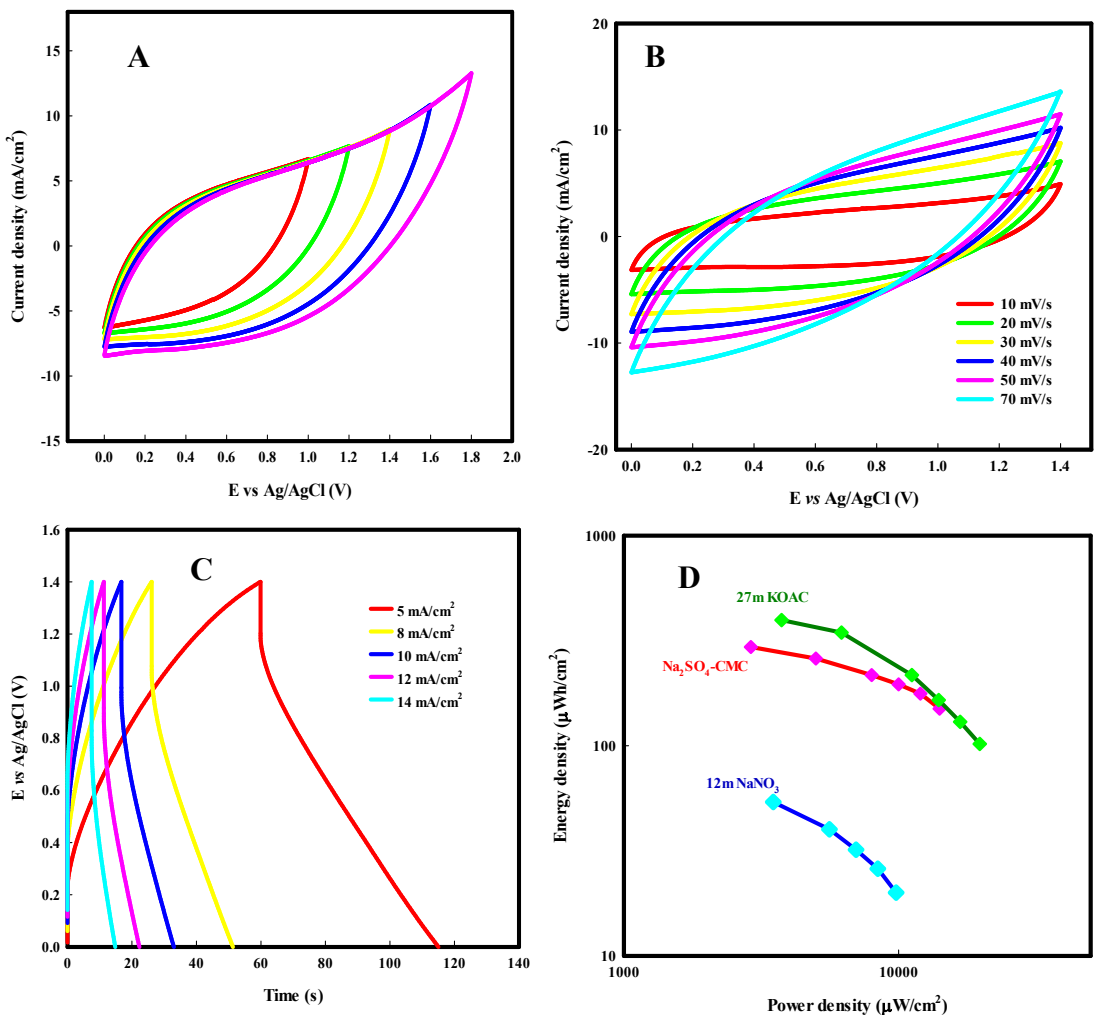 A
15
10
5
0
-5
-10
-15
Current density (mA/cm²)
0.0 0.2 0.4 0.6 0.8 1.0 1.2 1.4 1.6 1.8 2.0
E vs Ag/AgCl (V)
B
20
10
0
-10
-20
Current density (mA/cm²)
10 mV/s
20 mV/s
30 mV/s
40 mV/s
50 mV/s
70 mV/s
0.0 0.2 0.4 0.6 0.8 1.0 1.2 1.4
E vs Ag/AgCl (V)
C
1.6
1.4
1.2
1.0
0.8
0.6
0.4
0.2
0.0
E vs Ag/AgCl (V)
5 mA/cm²
8 mA/cm²
10 mA/cm²
12 mA/cm²
14 mA/cm²
0 20 40 60 80 100 120 140
Time (s)
D
1000
100
10
Energy density (µWh/cm²)
27m KOAC
Na₂SO₄-CMC
12m NaNO₃
1000 10000
Power density (µW/cm²)